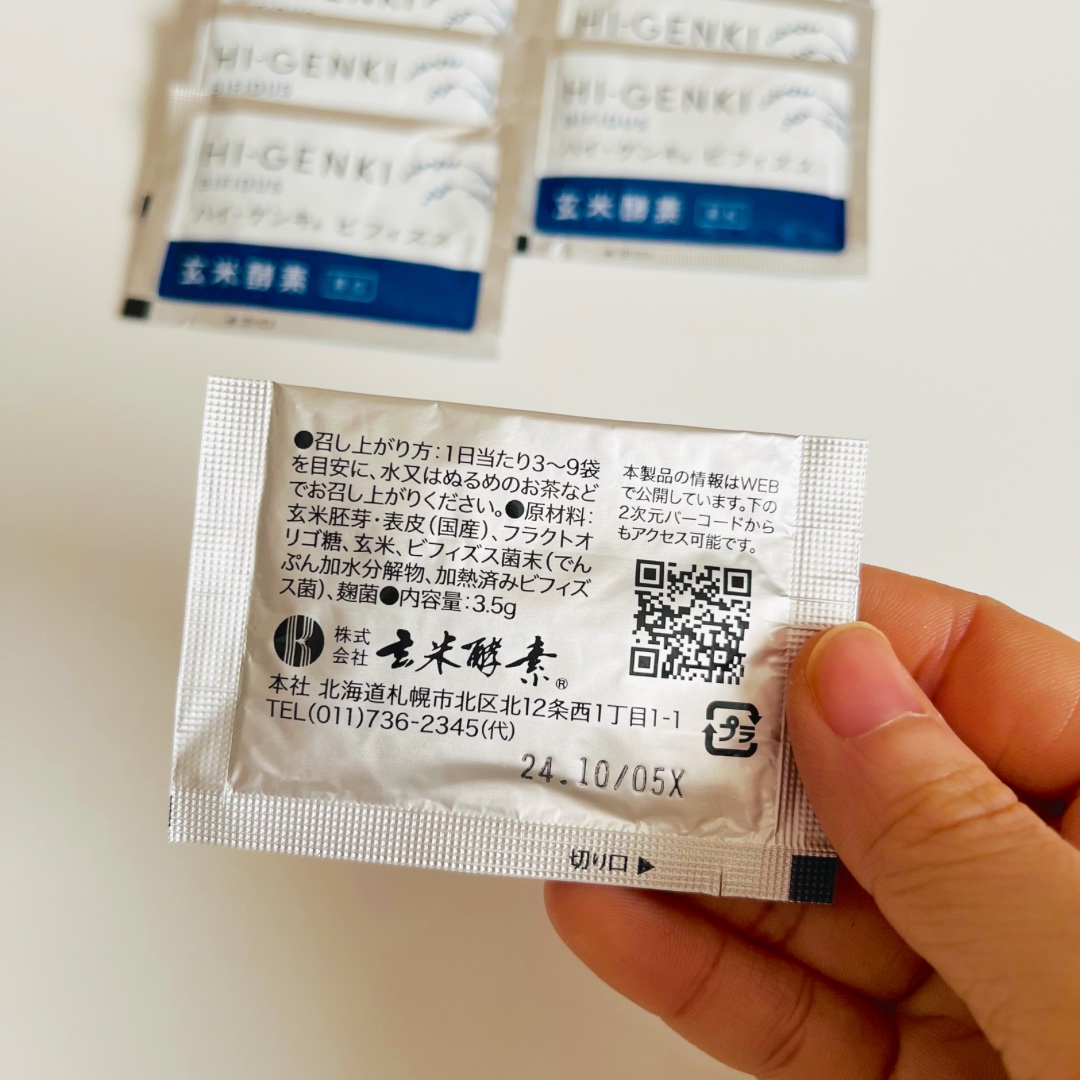 HI-GENKI
HI-GENKI
BIFIDUS
HI-GENKI
BIFIDUS
ハイ・ゲンキ® ビフィズス
玄米酵素
HI-GENKI
HI-GENKI
BIFIDUS
ハイ・ゲンキ® ビフィズス
玄米酵素
●召し上がり方：1日当たり3～9袋
を目安に、水又はぬるめのお茶など
でお召し上がりください。●原材料：
玄米胚芽・表皮(国産)、フラクトオ
リゴ糖、玄米、ビフィズス菌末(でん
ぷん加水分解物、加熱済みビフィズ
ス菌)、麹菌●内容量：3.5g
本製品の情報はWEB
で公開しています。下の
2次元バーコードから
もアクセス可能です。
株式
会社
玄米酵素®
本社 北海道札幌市北区北12条西1丁目1-1
TEL(011)736-2345(代)
プラ
24.10/05X
切り口▶